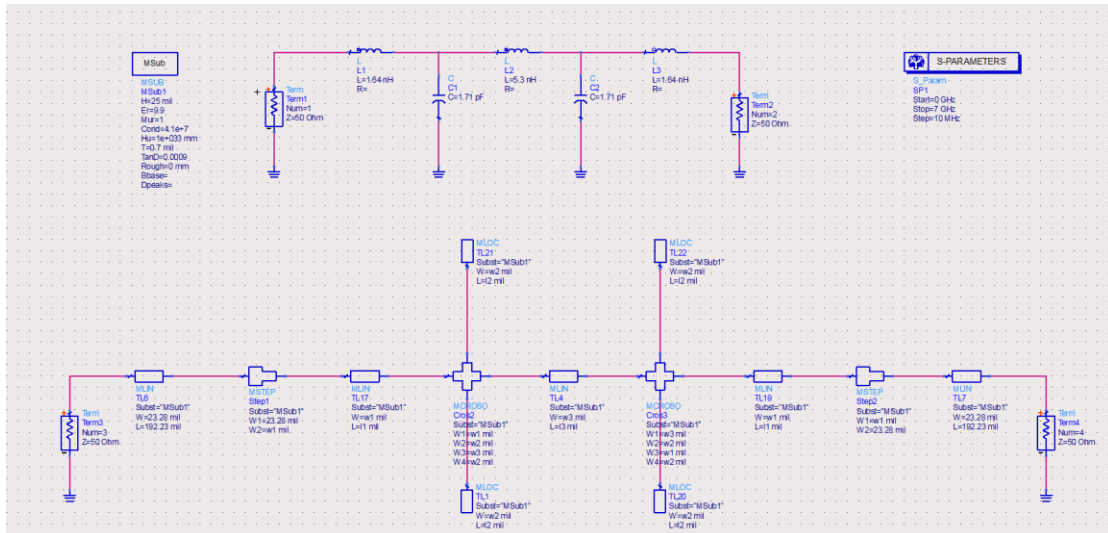 MSub
MSUB
MSub1
H=25 mil
Er=9.9
Mur=1
Cond=4.1e+7
Hu=1e+033 mm
T=0.7 mil
TanD=0.0009
Rough=0 mm
Bbase=
Dpeaks=
Term
Term1
Num=1
Z=50 Ohm
L
L1
L=1.64 nH
R=
C
C1
C=1.71 pF
L
L2
L=5.3 nH
R=
C
C2
C=1.71 pF
L
L3
L=1.64 nH
R=
Term
Term2
Num=2
Z=50 Ohm
S-PARAMETERS
S_Param
SP1
Start=0 GHz
Stop=7 GHz
Step=10 MHz
MLOC
TL21
Subst="MSub1"
W=w2 mil
L=l2 mil
MLOC
TL22
Subst="MSub1"
W=w2 mil
L=l2 mil
Term
Term3
Num=3
Z=50 Ohm
MLIN
TL6
Subst="MSub1"
W=23.28 mil
L=192.23 mil
MSTEP
Step1
Subst="MSub1"
W1=23.28 mil
W2=w1 mil
MLIN
TL17
Subst="MSub1"
W=w1 mil
L=l1 mil
MCROSO
Cros2
Subst="MSub1"
W1=w1 mil
W2=w2 mil
W3=w3 mil
W4=w2 mil
MLIN
TL4
Subst="MSub1"
W=w3 mil
L=l3 mil
MCROSO
Cros3
Subst="MSub1"
W1=w3 mil
W2=w2 mil
W3=w1 mil
W4=w2 mil
MLIN
TL19
Subst="MSub1"
W=w1 mil
L=l1 mil
MSTEP
Step2
Subst="MSub1"
W1=w1 mil
W2=23.28 mil
MLIN
TL7
Subst="MSub1"
W=23.28 mil
L=192.23 mil
Term
Term4
Num=4
Z=50 Ohm
MLOC
TL1
Subst="MSub1"
W=w2 mil
L=l2 mil
MLOC
TL20
Subst="MSub1"
W=w2 mil
L=l2 mil